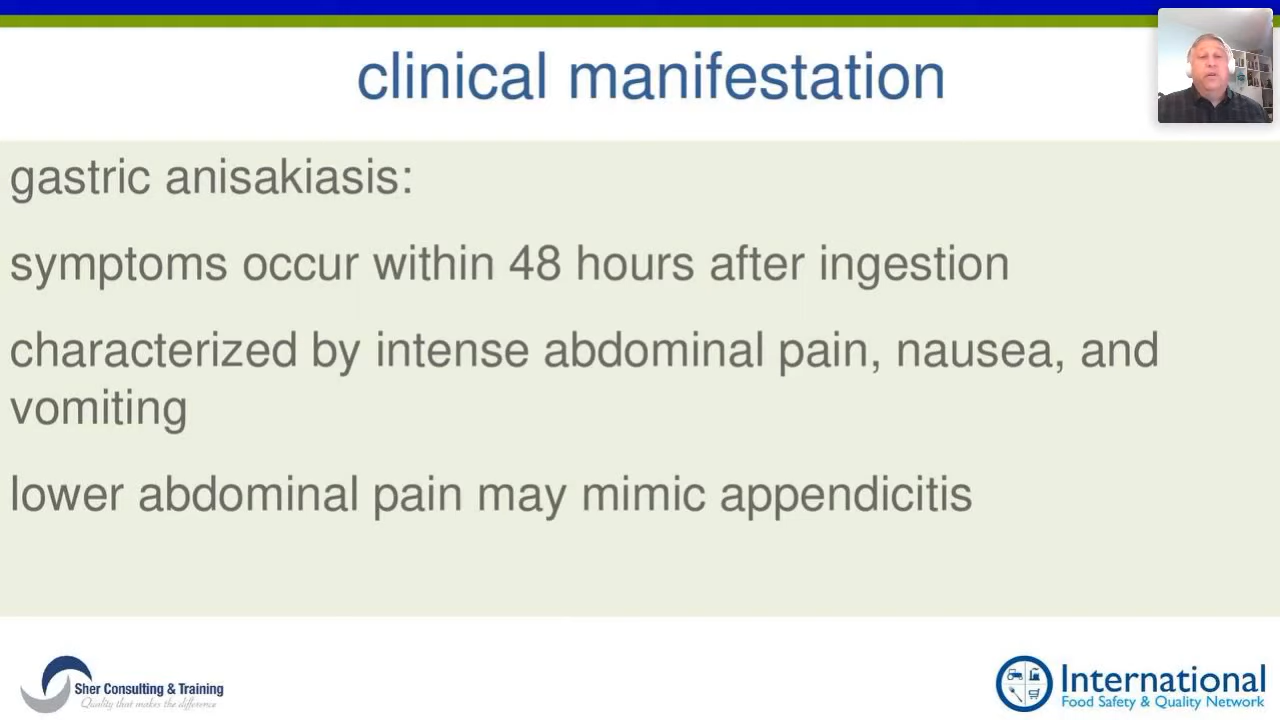 clinical manifestation
gastric anisakiasis:
symptoms occur within 48 hours after ingestion
characterized by intense abdominal pain, nausea, and
vomiting
lower abdominal pain may mimic appendicitis
Sher Consulting & Training
Quality that makes the difference
International
Food Safety & Quality Network